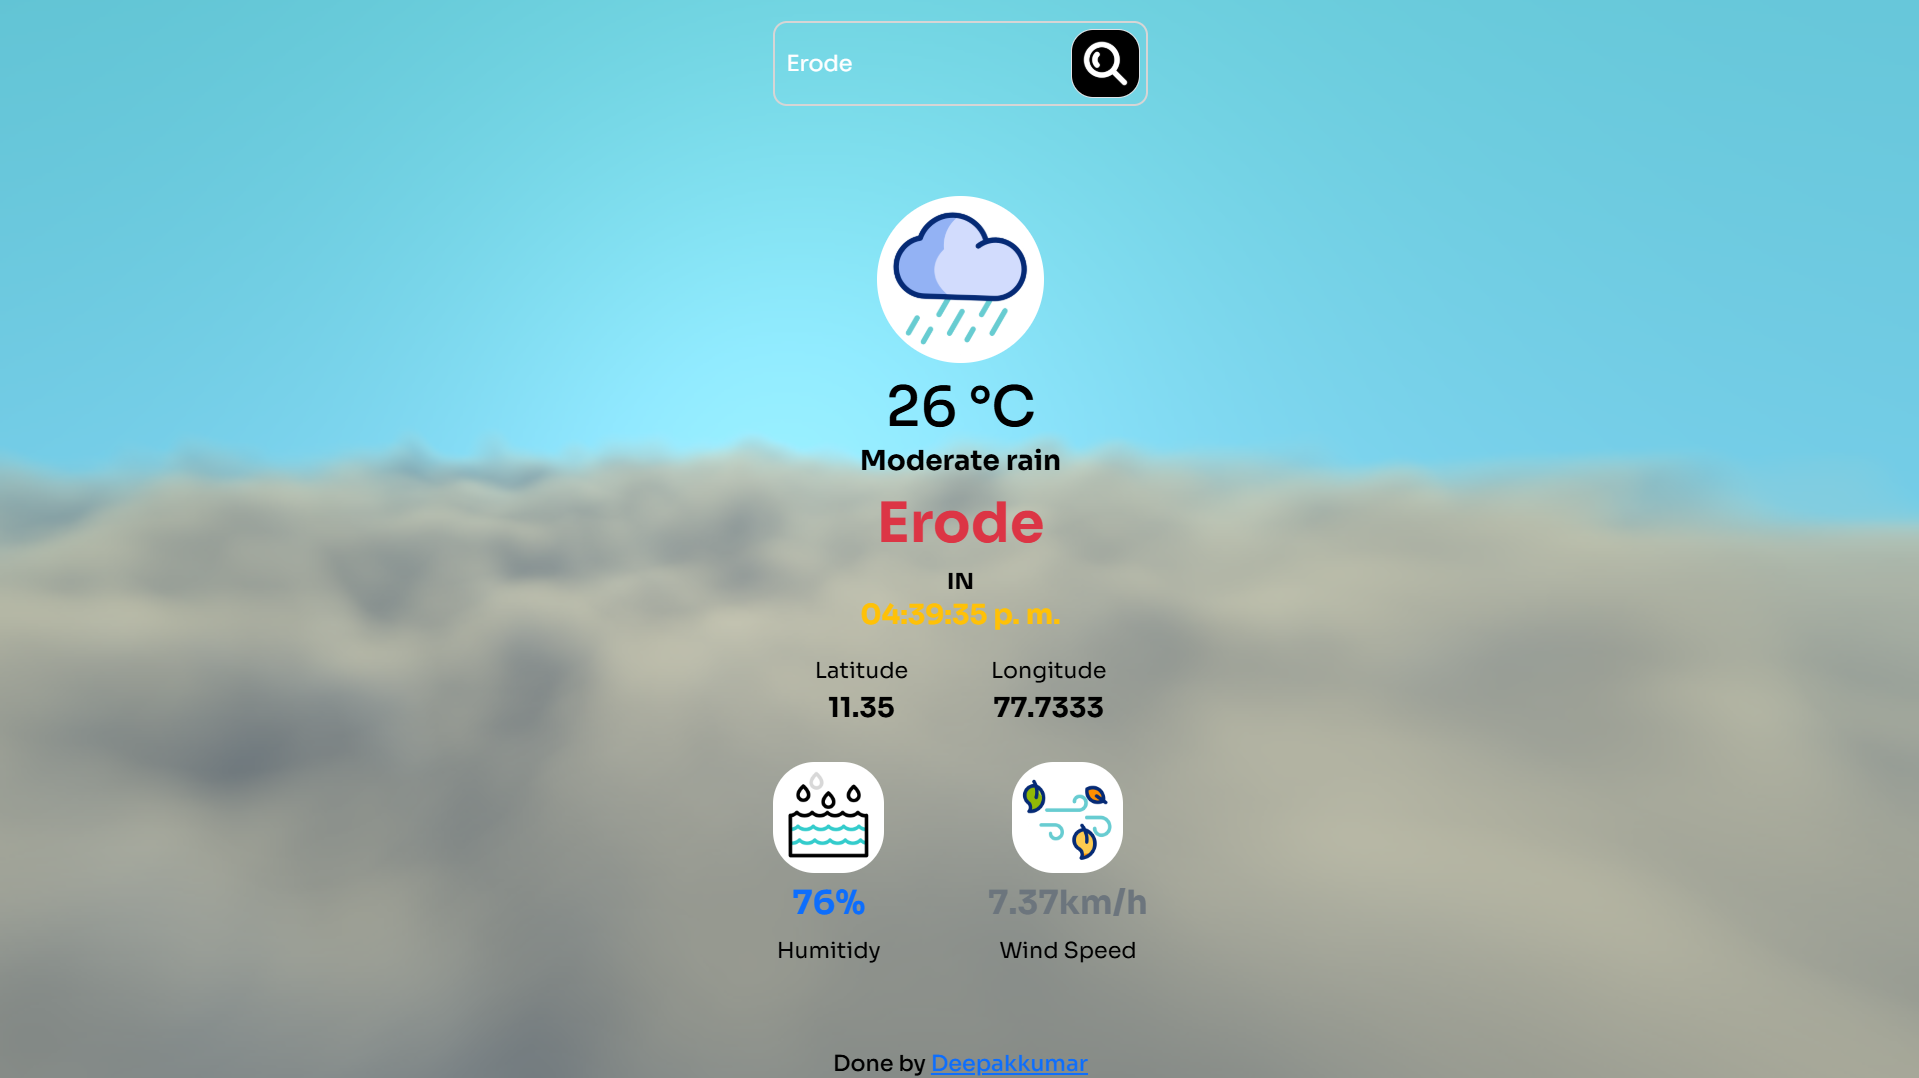 Erode
26 °C
Moderate rain
Erode
IN
04:39:35 p. m.
Latitude Longitude
11.35 77.7333
76% 7.37km/h
Humitidy Wind Speed
Done by Deepakkumar